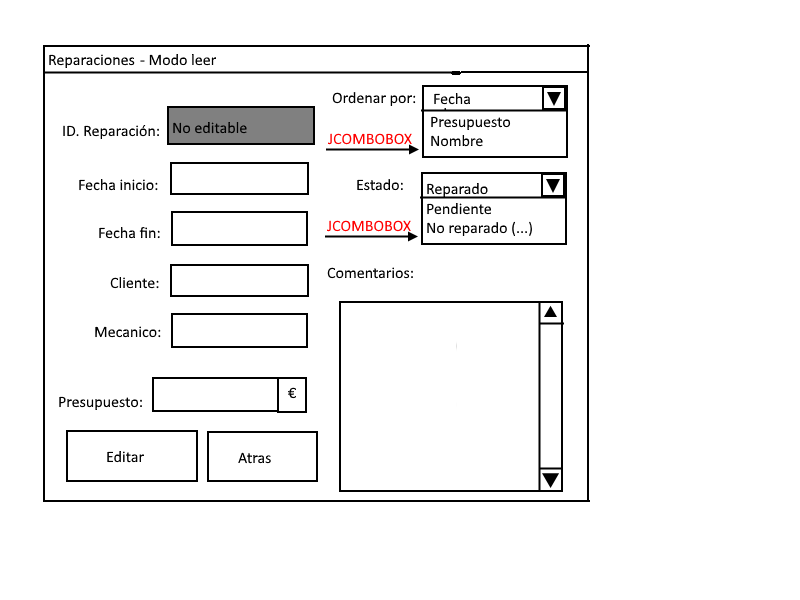 Reparaciones - Modo leer
Ordenar por:
Fecha
Presupuesto
Nombre
ID. Reparación:
No editable
JCOMBOBOX
Fecha inicio:
Estado:
Reparado
Pendiente
No reparado (...)
JCOMBOBOX
Fecha fin:
Cliente:
Comentarios:
Mecanico:
Presupuesto:
€
Editar
Atras